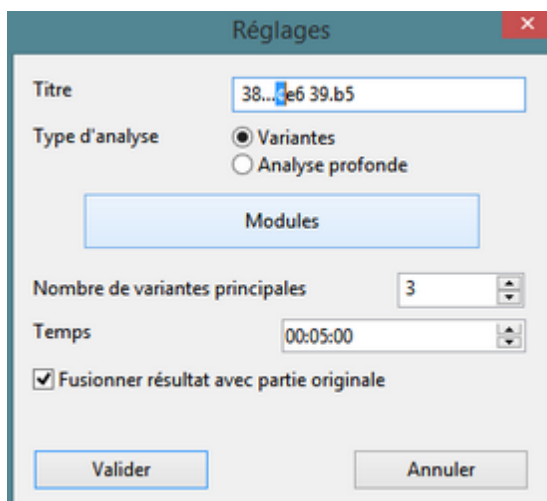 Réglages
Titre
38...de6 39.b5
Type d'analyse
Variantes
Analyse profonde
Modules
Nombre de variantes principales 3
Temps 00:05:00
Fusionner résultat avec partie originale
Valider Annuler